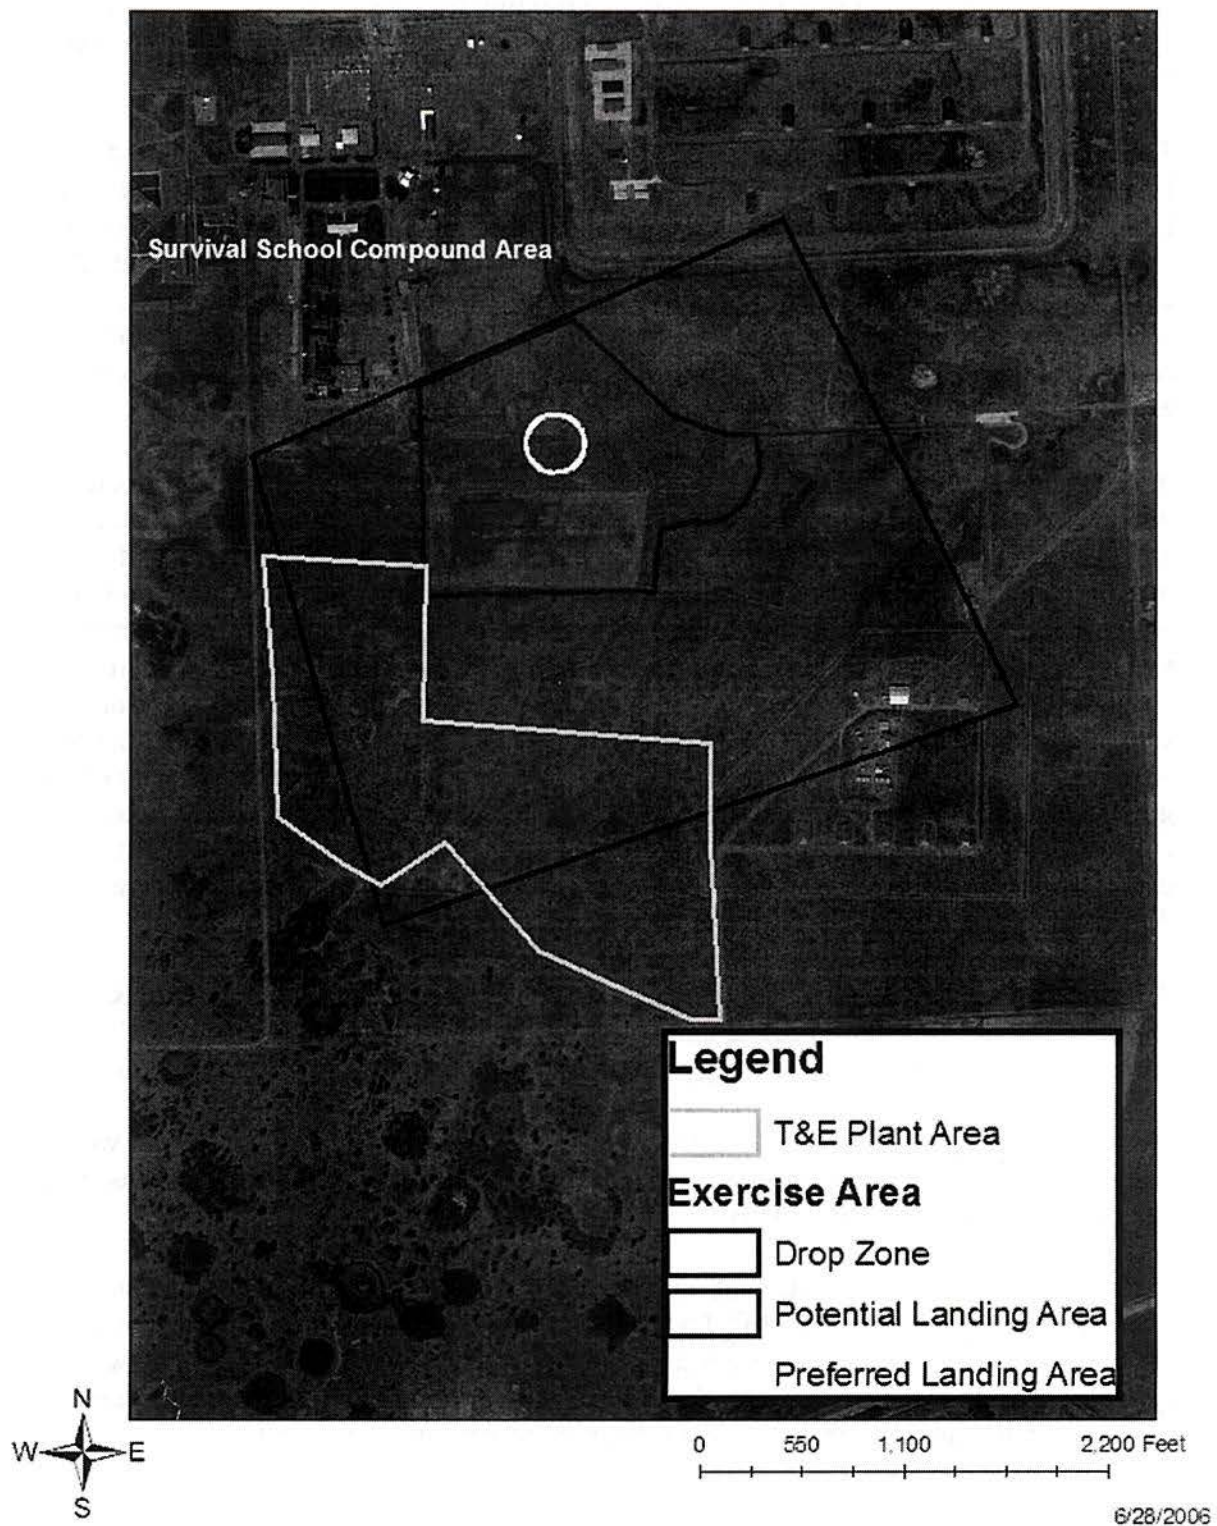 Survival School Compound Area
Legend
T&E Plant Area
Exercise Area
Drop Zone
Potential Landing Area
Preferred Landing Area
N
W E
S
0 550 1,100 2,200 Feet
6/28/2006